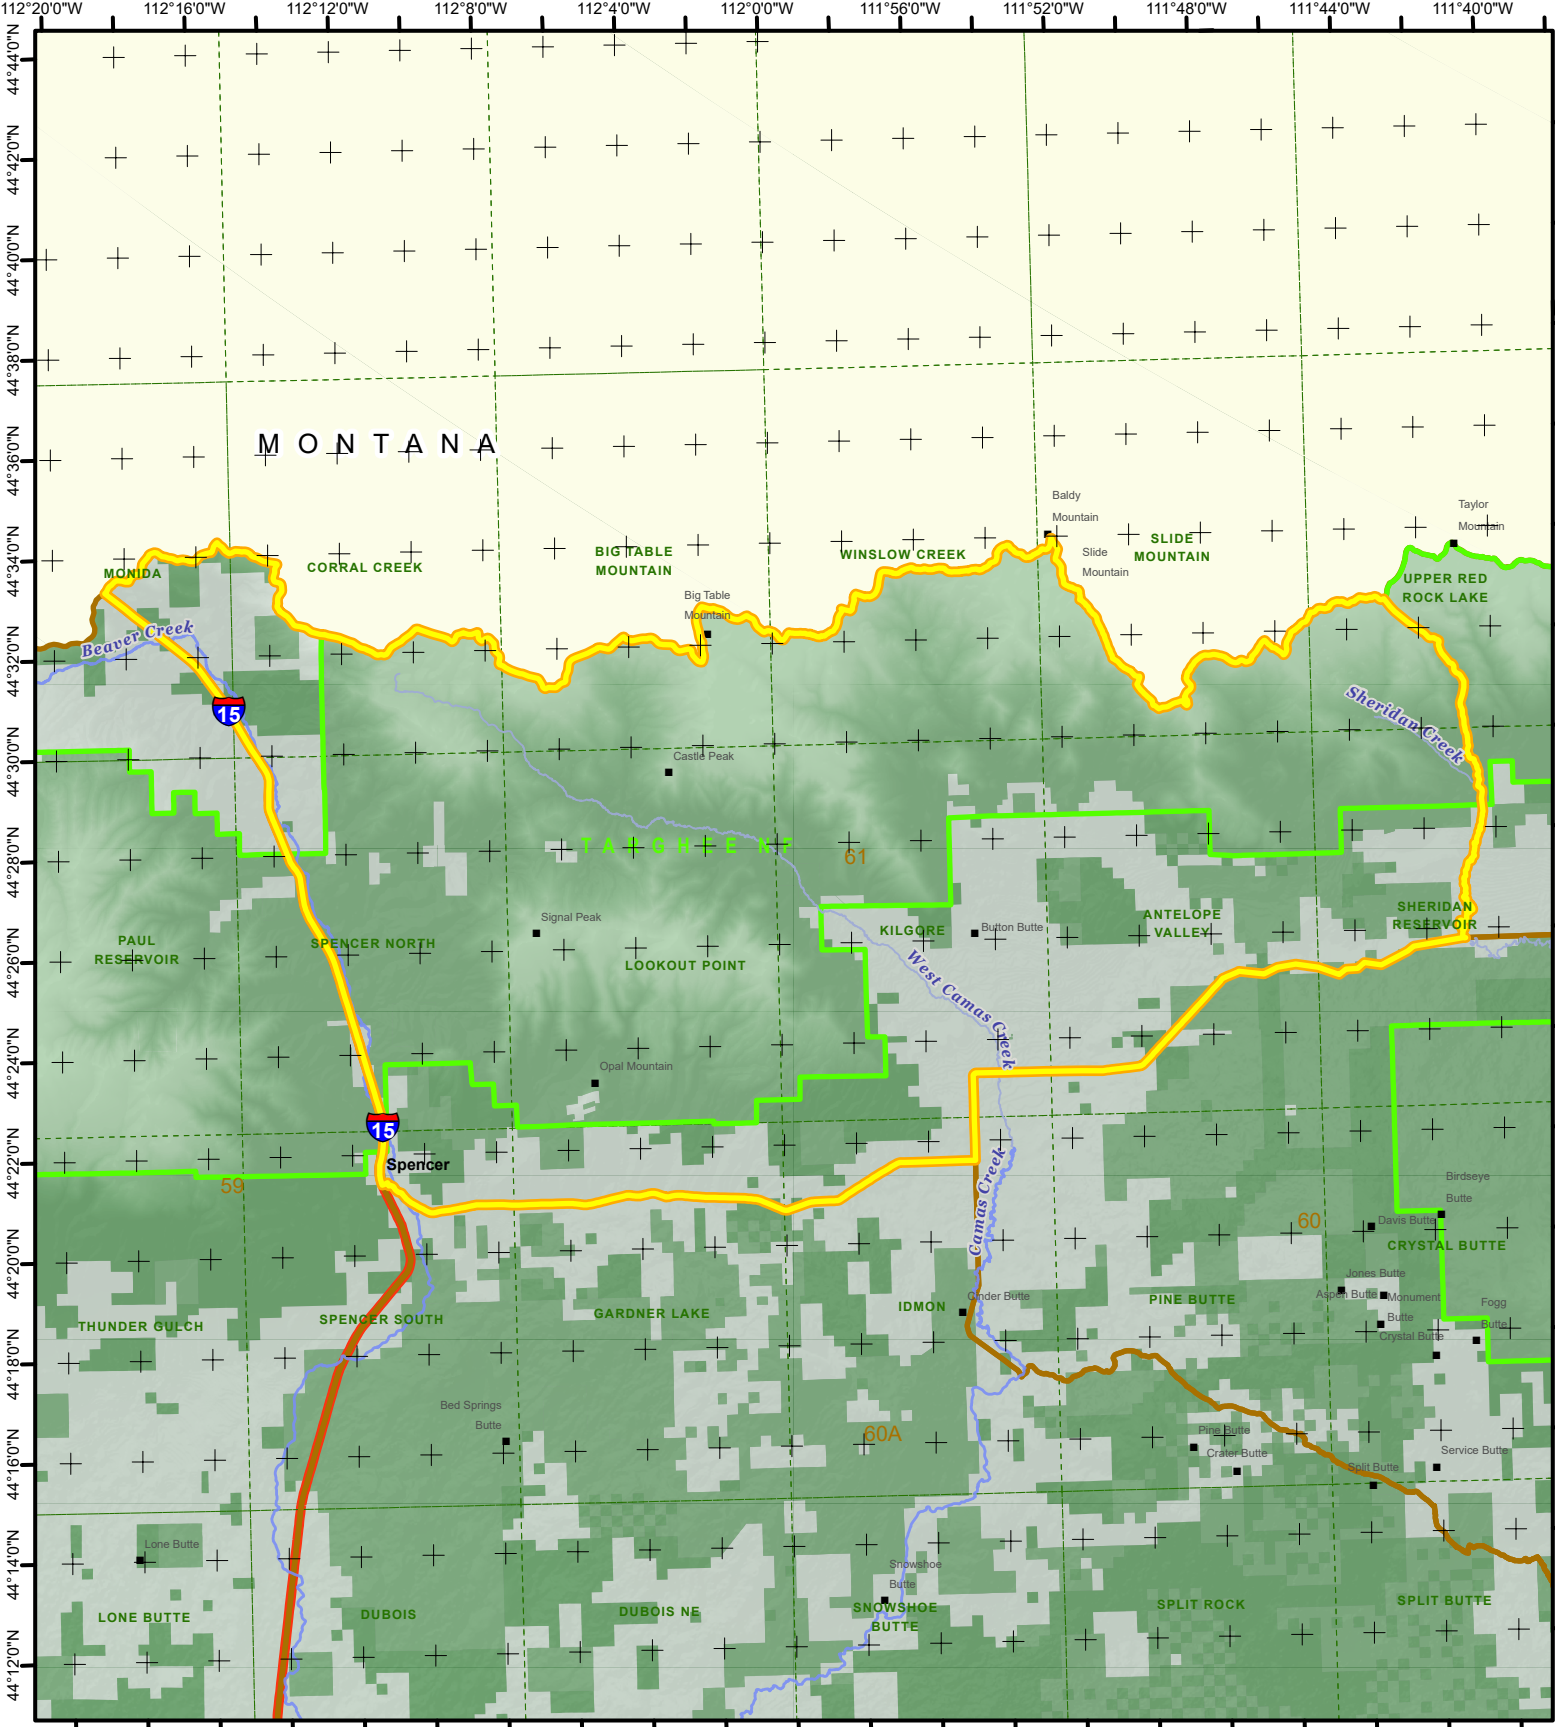 112°20'0"W 112°16'0"W 112°12'0"W 112°8'0"W 112°4'0"W 112°0'0"W 111°56'0"W 111°52'0"W 111°48'0"W 111°44'0"W 111°40'0"W
44°44'0"N
44°42'0"N
44°40'0"N
44°38'0"N
44°36'0"N
44°34'0"N
44°32'0"N
44°30'0"N
44°28'0"N
44°26'0"N
44°24'0"N
44°22'0"N
44°20'0"N
44°18'0"N
44°16'0"N
44°14'0"N
44°12'0"N
MONTANA
Baldy
Mountain
Taylor
Mountain
SLIDE
MOUNTAIN
Slide
Mountain
MONIDA
CORRAL CREEK
BIG TABLE
MOUNTAIN
WINSLOW CREEK
UPPER RED
ROCK LAKE
Big Table
Mountain
Beaver Creek
15
Sheridan Creek
Castle Peak
TARGHEE NF
61
Signal Peak
PAUL
RESERVOIR
SPENCER NORTH
LOOKOUT POINT
KILGORE
Button Butte
ANTELOPE
VALLEY
SHERIDAN
RESERVOIR
West Camas Creek
Opal Mountain
15
Spencer
59
Camas Creek
Birdseye
Butte
60
Davis Butte
CRYSTAL BUTTE
Jones Butte
Aspen Butte
Monument
Butte
Fogg
Butte
Crystal Butte
Cinder Butte
IDMON
PINE BUTTE
THUNDER GULCH
SPENCER SOUTH
GARDNER LAKE
Bed Springs
Butte
60A
Pine Butte
Crater Butte
Split Butte
Service Butte
Lone Butte
Snowshoe
Butte
LONE BUTTE
DUBOIS
DUBOIS NE
SNOWSHOE
BUTTE
SPLIT ROCK
SPLIT BUTTE